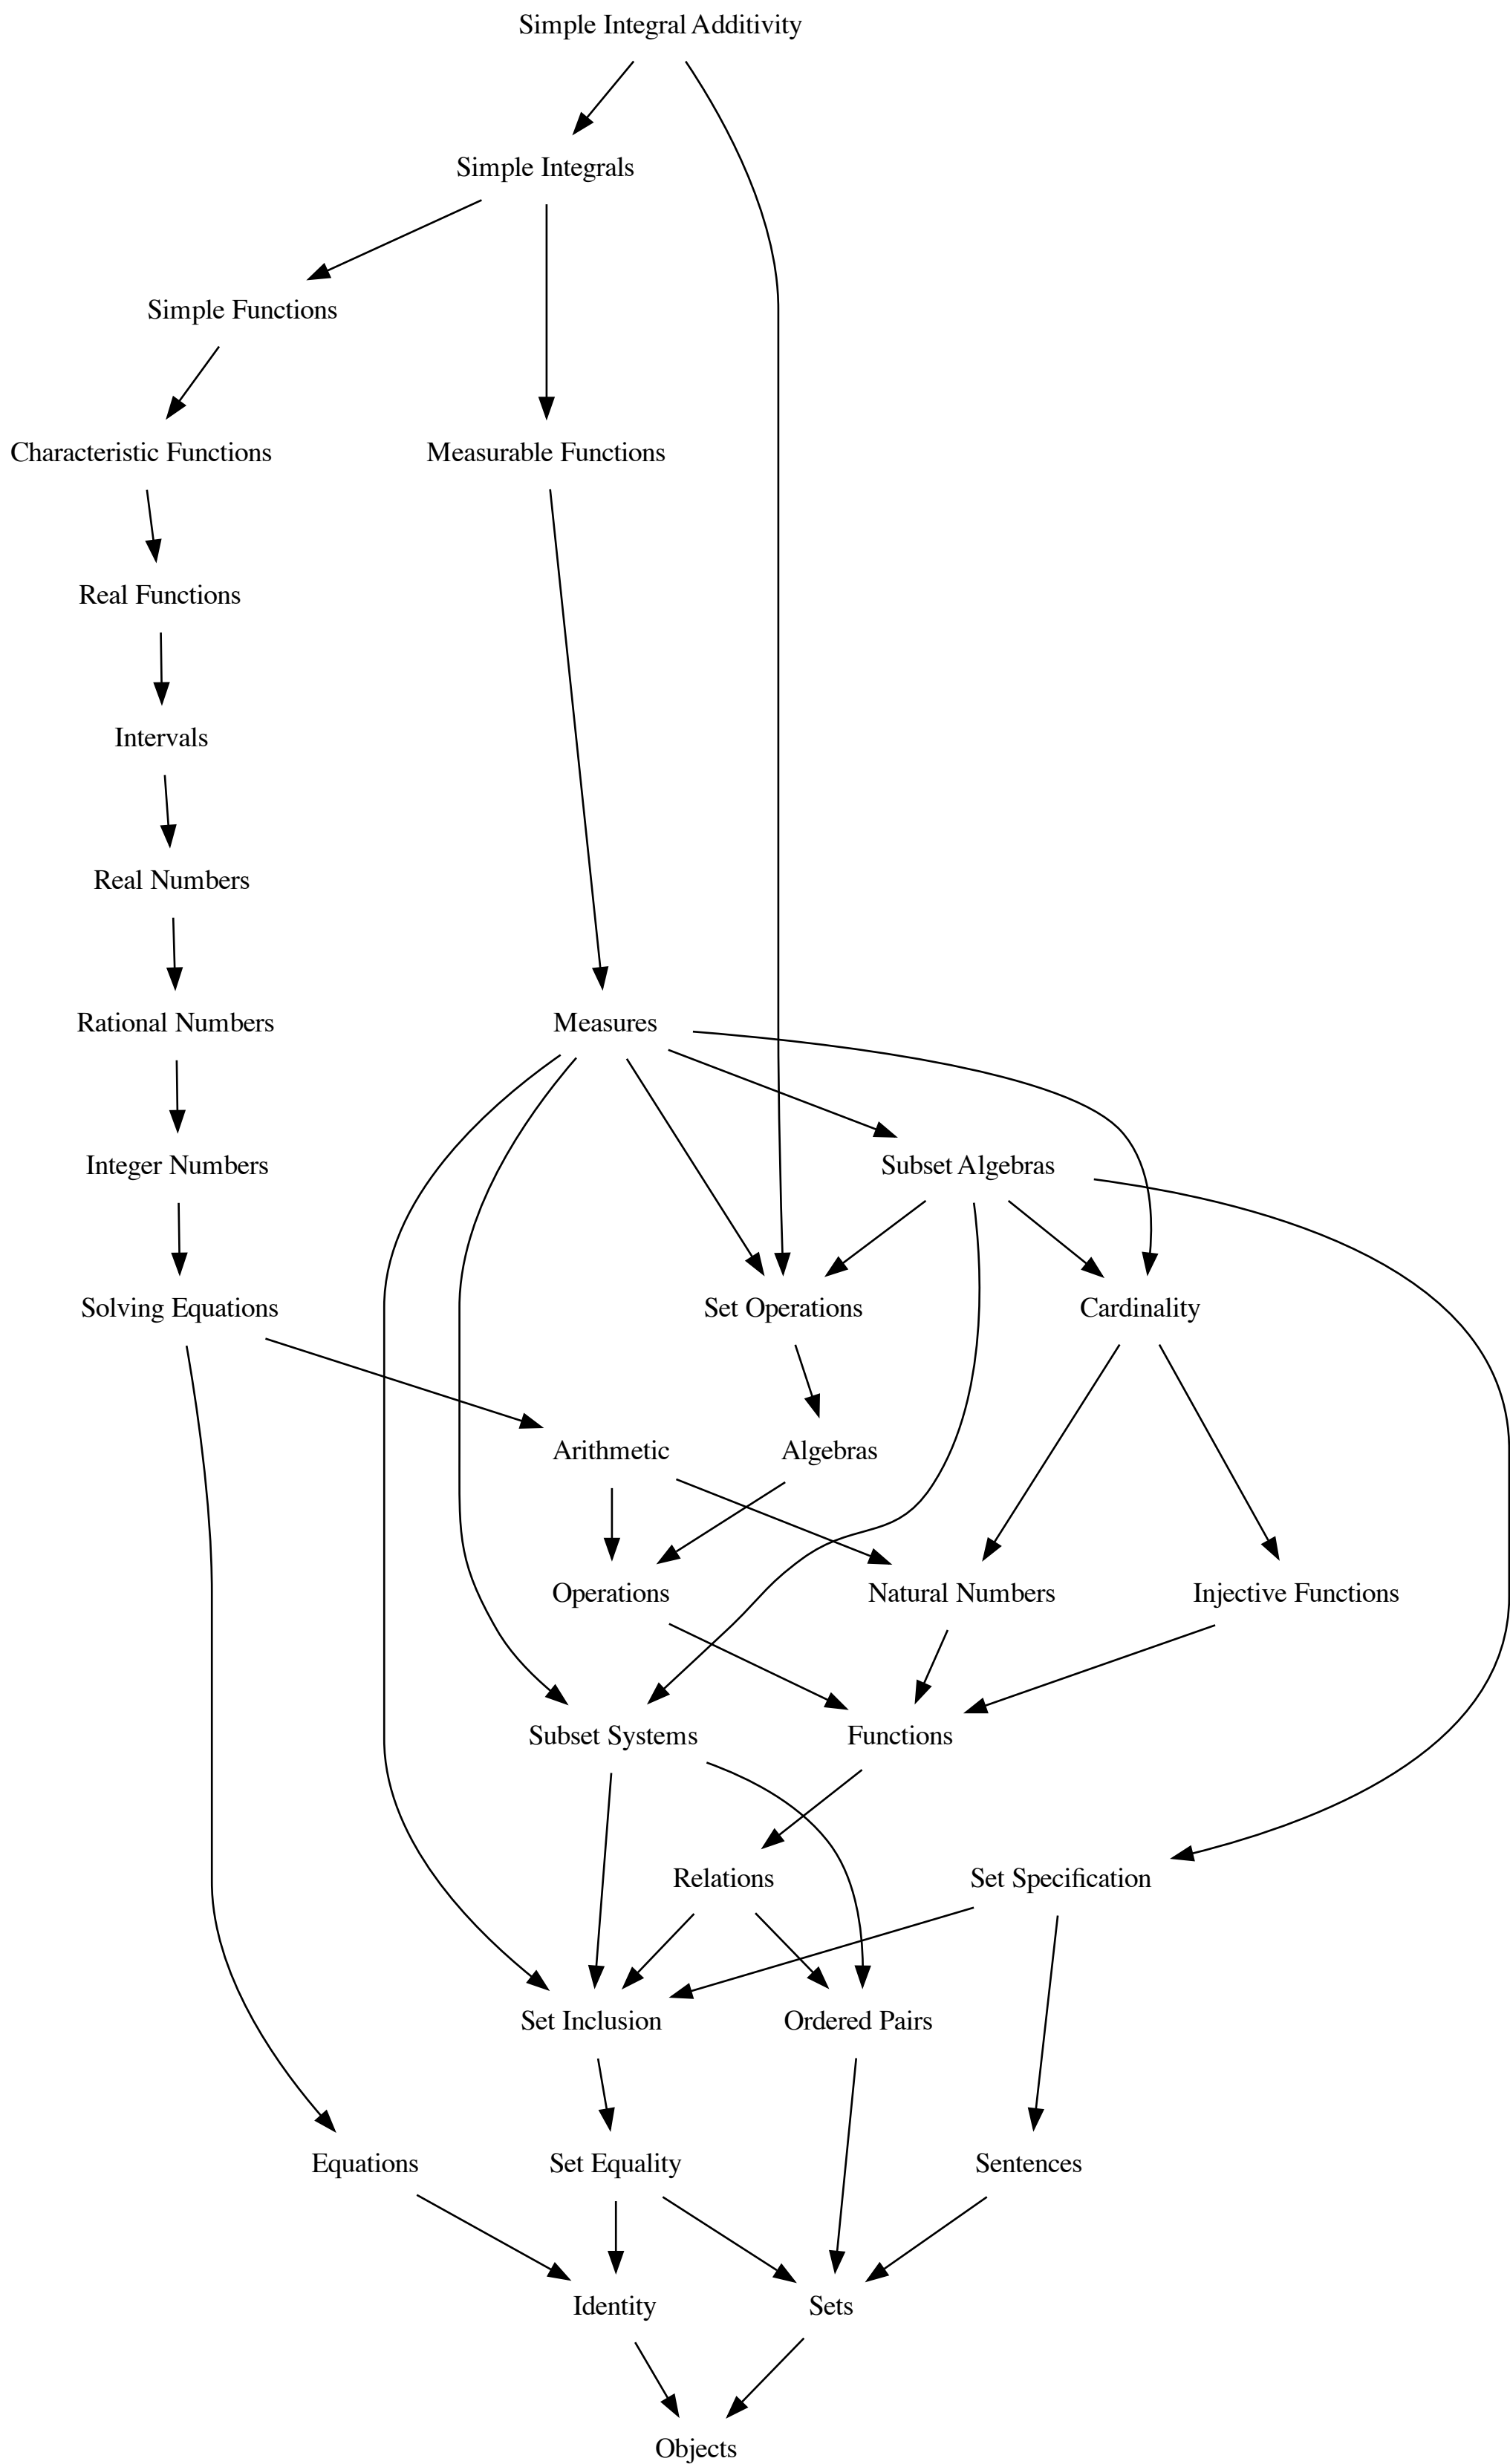 Simple Integral Additivity
Simple Integrals
Simple Functions
Characteristic Functions
Measurable Functions
Real Functions
Intervals
Real Numbers
Rational Numbers
Measures
Integer Numbers
Subset Algebras
Solving Equations
Set Operations
Cardinality
Arithmetic
Algebras
Operations
Natural Numbers
Injective Functions
Subset Systems
Functions
Relations
Set Specification
Set Inclusion
Ordered Pairs
Equations
Set Equality
Sentences
Identity
Sets
Objects